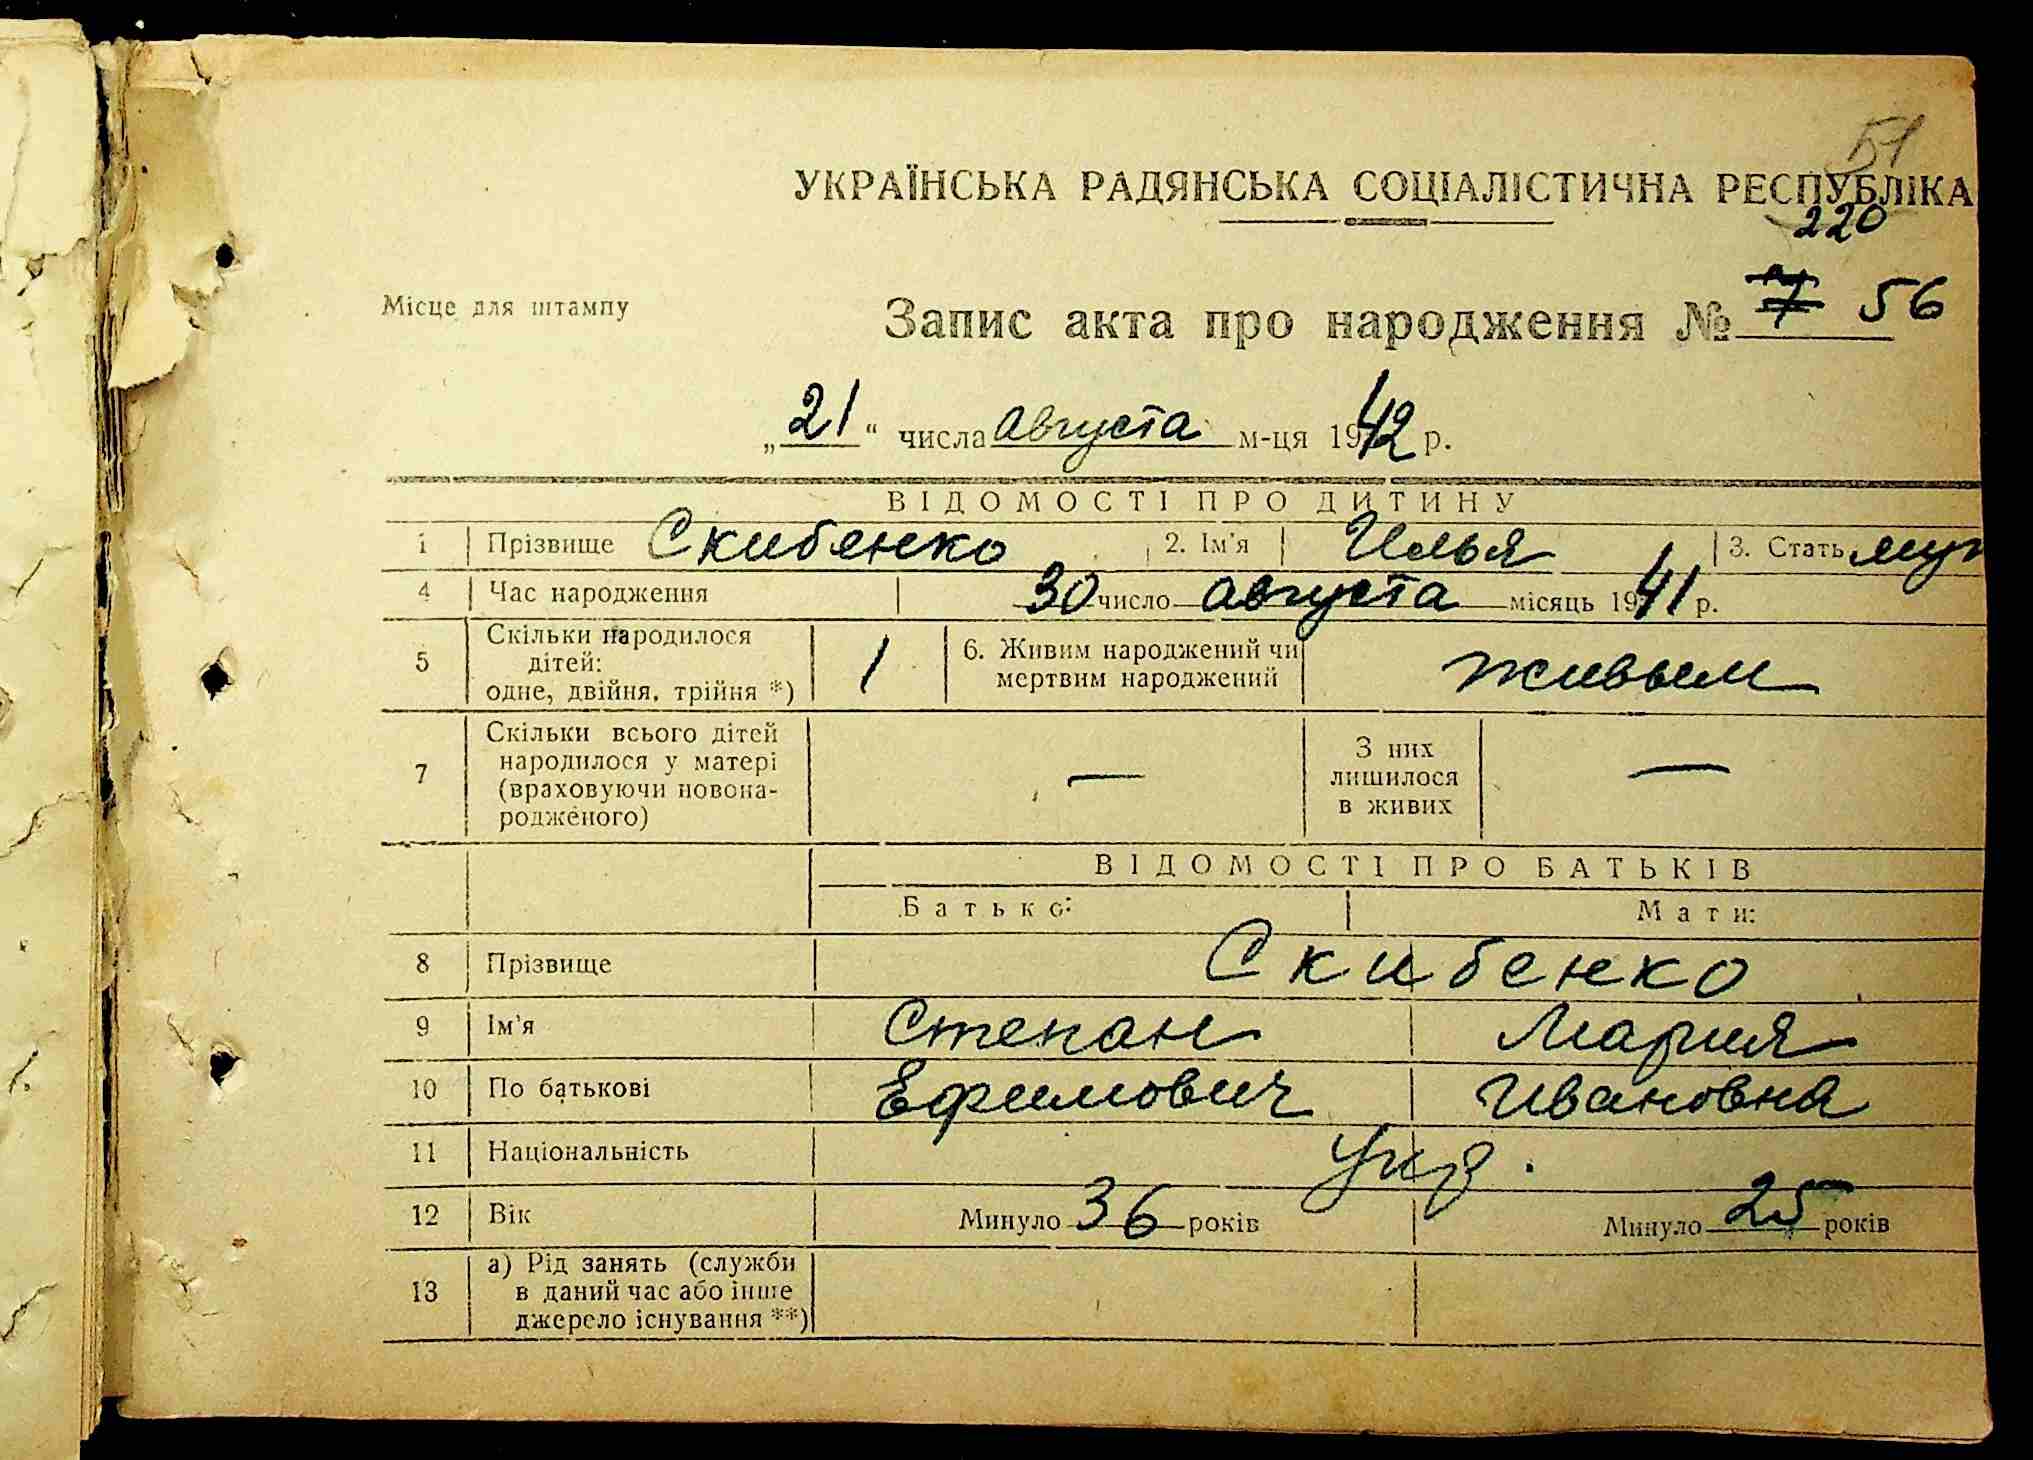 51
УКРАЇНСЬКА РАДЯНСЬКА СОЦІАЛІСТИЧНА РЕСПУБЛІКА
220
Місце для штампу
Запис акта про народження № 7 56
„21“ числа августа м-ця 1942 р.
ВІДОМОСТІ ПРО ДИТИНУ
1 Прізвище Скибенко 2. Ім'я Илья 3. Стать муж
4 Час народження 30 число августа місяць 1941 р.
5 Скільки народилося дітей: одне, двійня, трійня *) 1 6. Живим народжений чи мертвим народжений живым
7 Скільки всього дітей народилося у матері (враховуючи новона-родженого) — З них лишилося в живих —
ВІДОМОСТІ ПРО БАТЬКІВ
Батько: Мати:
8 Прізвище Скибенко
9 Ім'я Степан Мария
10 По батькові Ефимович Ивановна
11 Національність укр.
12 Вік Минуло 36 років Минуло 25 років
13 а) Рід занять (служби в даний час або інше джерело існування **)